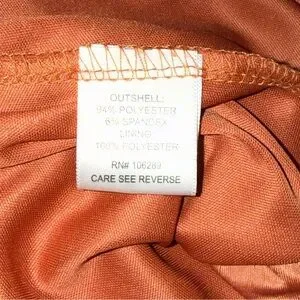 OUTSHELL:
94% POLYESTER
6% SPANDEX
LINING
100% POLYESTER
RN# 106289
CARE SEE REVERSE